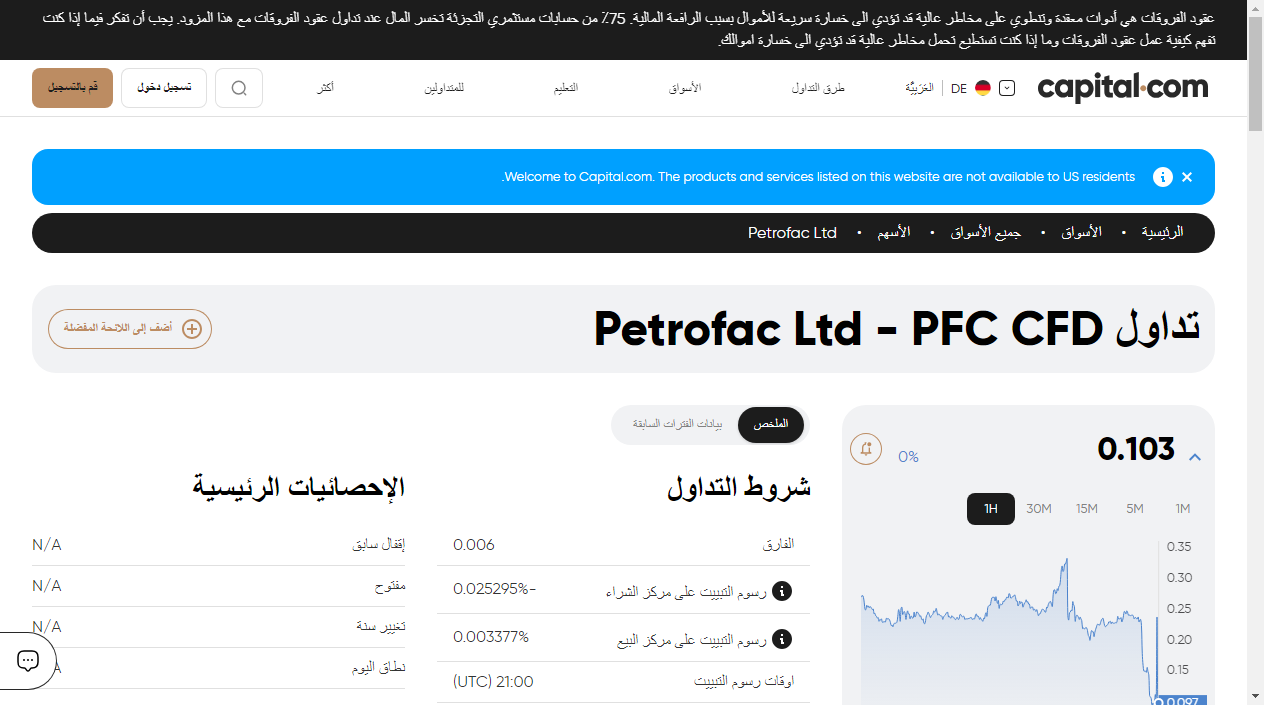 عقود الفروقات هي أدوات معقدة وتنطوي على مخاطر عالية قد تؤدي الى خسارة سريعة للأموال بسبب الرافعة المالية. 75٪ من حسابات مستثمري التجزئة تخسر المال عند تداول عقود الفروقات مع هذا المزود. يجب أن تفكر فيما إذا كنت
تفهم كيفية عمل عقود الفروقات وما إذا كنت تستطيع تحمل مخاطر عالية قد تؤدي الى خسارة اموالك.
capital.com
DE
العَرَبِيَّة
طرق التداول
الأسواق
التعليم
للمتداولين
أكثر
تسجيل دخول
قم بالتسجيل
Welcome to Capital.com. The products and services listed on this website are not available to US residents.
الرئيسية • الأسواق • جميع الأسواق • الأسهم • Petrofac Ltd
تداول Petrofac Ltd - PFC CFD
أضف إلى اللائحة المفضلة
0.103
0%
1H 30M 15M 5M 1M
0.35
0.30
0.25
0.20
0.15
0.097
الملخص
بيانات الفترات السابقة
شروط التداول
الفارق 0.006
رسوم التبييت على مركز الشراء -0.025295%
رسوم التبييت على مركز البيع 0.003377%
اوقات رسوم التبييت 21:00 (UTC)
الإحصائيات الرئيسية
إقفال سابق N/A
مفتوح N/A
تغيير سنة N/A
نطاق اليوم